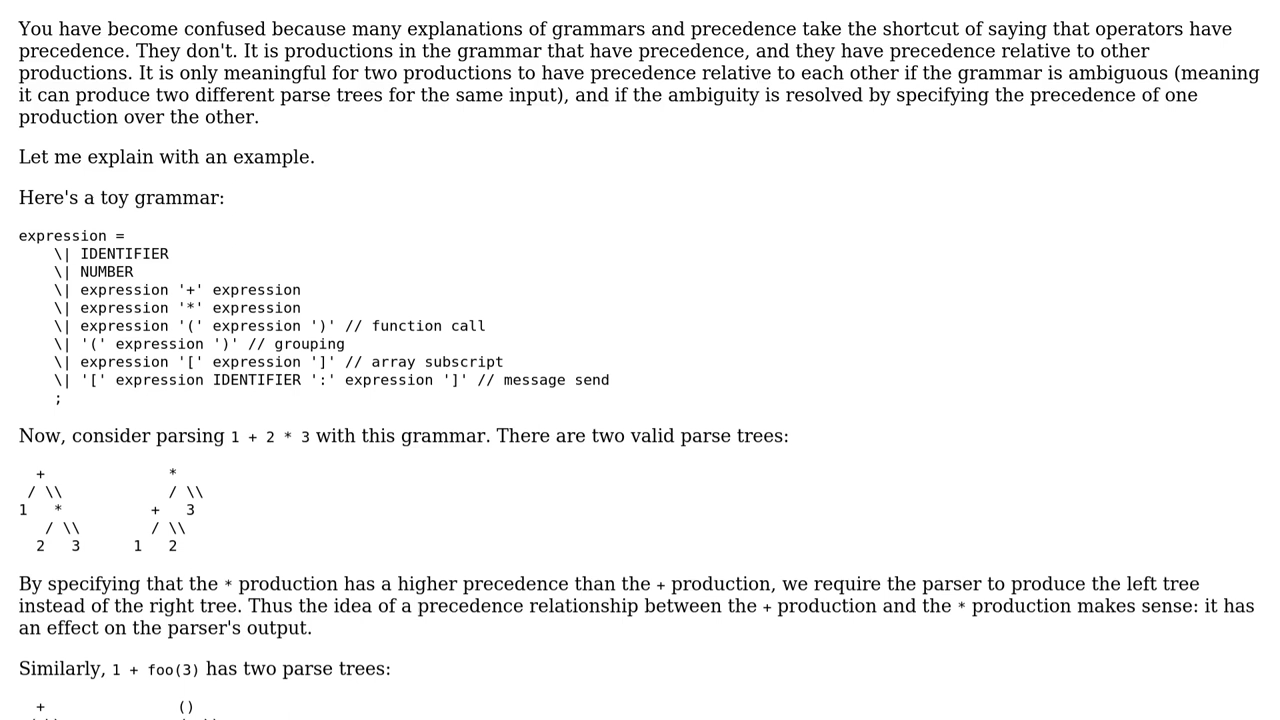 You have become confused because many explanations of grammars and precedence take the shortcut of saying that operators have
precedence. They don't. It is productions in the grammar that have precedence, and they have precedence relative to other
productions. It is only meaningful for two productions to have precedence relative to each other if the grammar is ambiguous (meaning
it can produce two different parse trees for the same input), and if the ambiguity is resolved by specifying the precedence of one
production over the other.

Let me explain with an example.

Here's a toy grammar:

expression =
    \| IDENTIFIER
    \| NUMBER
    \| expression '+' expression
    \| expression '*' expression
    \| expression '(' expression ')' // function call
    \| '(' expression ')' // grouping
    \| expression '[' expression ']' // array subscript
    \| '[' expression IDENTIFIER ':' expression ']' // message send
    ;

Now, consider parsing 1 + 2 * 3 with this grammar. There are two valid parse trees:

  +              *
 / \\            / \\
1   *          +   3
   / \\        / \\
  2   3      1   2

By specifying that the * production has a higher precedence than the + production, we require the parser to produce the left tree
instead of the right tree. Thus the idea of a precedence relationship between the + production and the * production makes sense: it has
an effect on the parser's output.

Similarly, 1 + foo(3) has two parse trees:

  +               ()